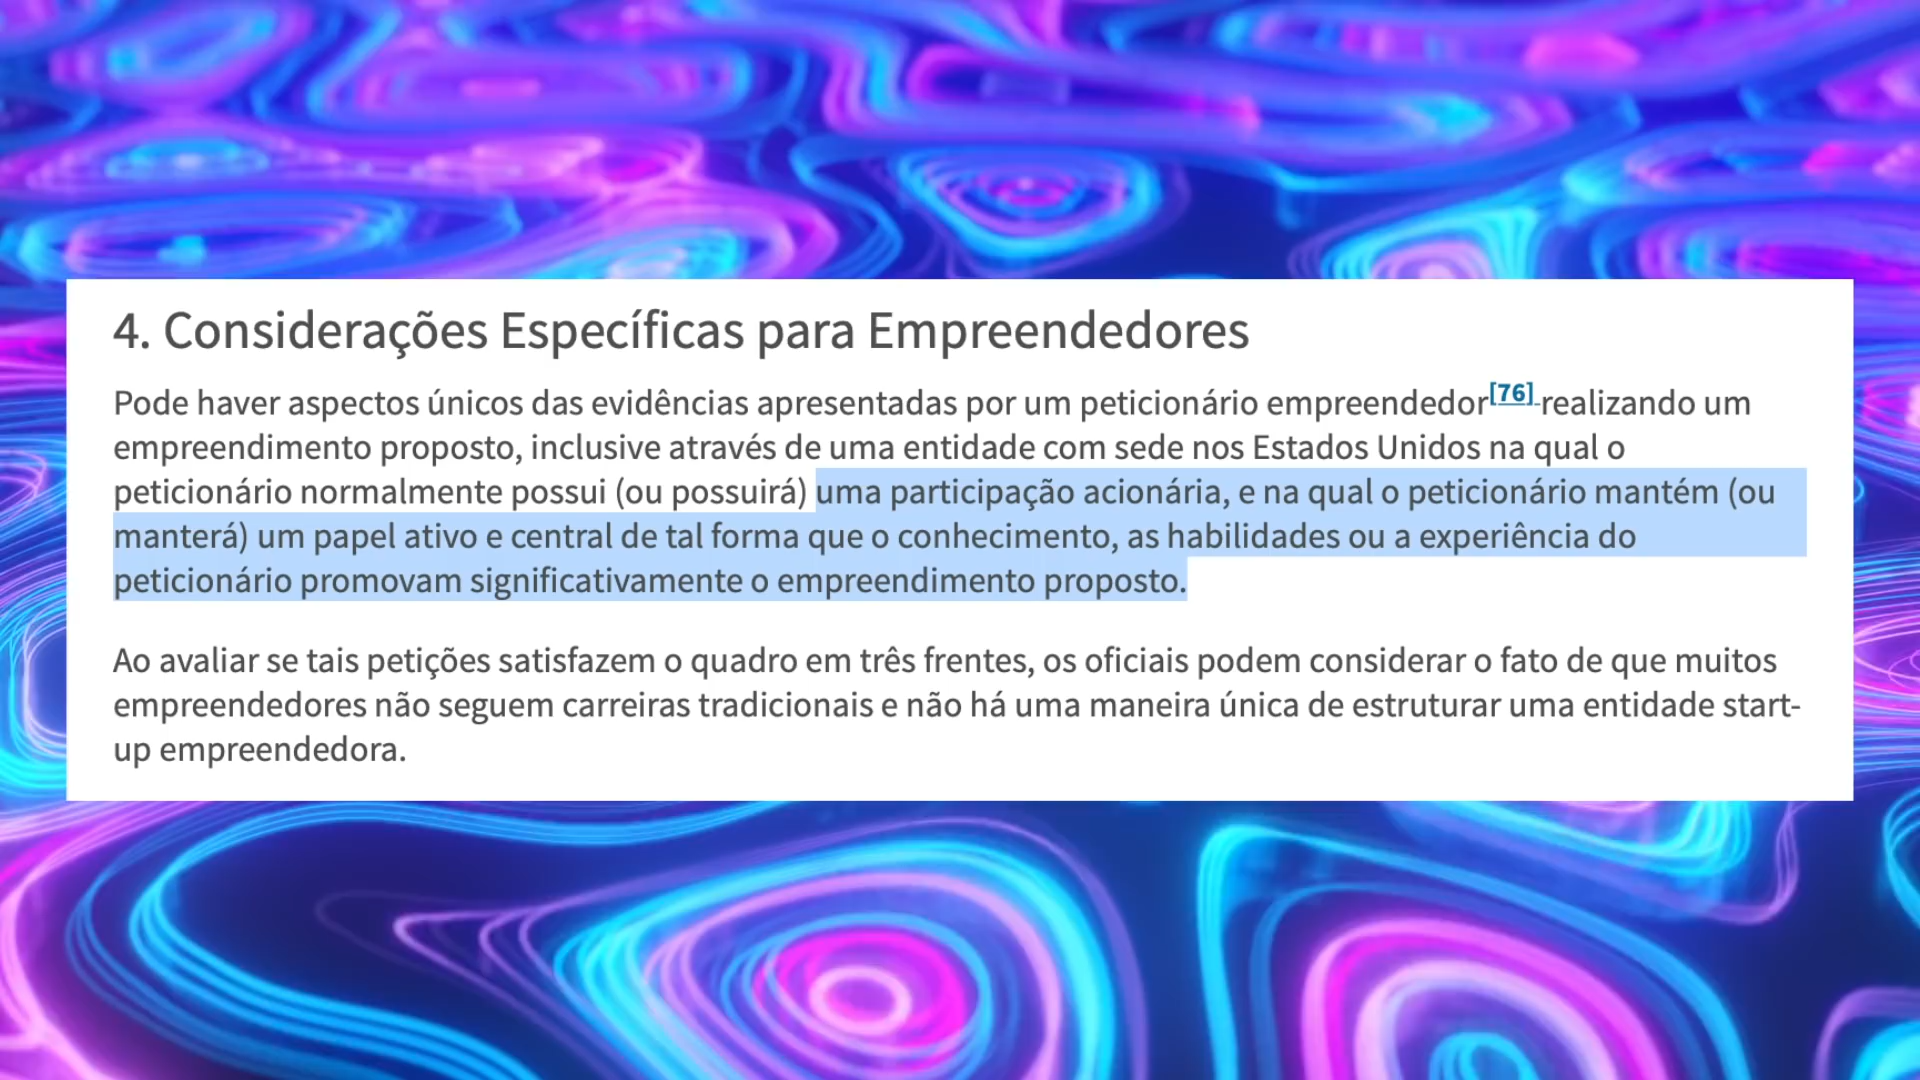 4. Considerações Específicas para Empreendedores
Pode haver aspectos únicos das evidências apresentadas por um peticionário empreendedor[76] realizando um
empreendimento proposto, inclusive através de uma entidade com sede nos Estados Unidos na qual o
peticionário normalmente possui (ou possuirá) uma participação acionária, e na qual o peticionário mantém (ou
manterá) um papel ativo e central de tal forma que o conhecimento, as habilidades ou a experiência do
peticionário promovam significativamente o empreendimento proposto.
Ao avaliar se tais petições satisfazem o quadro em três frentes, os oficiais podem considerar o fato de que muitos
empreendedores não seguem carreiras tradicionais e não há uma maneira única de estruturar uma entidade start-
up empreendedora.